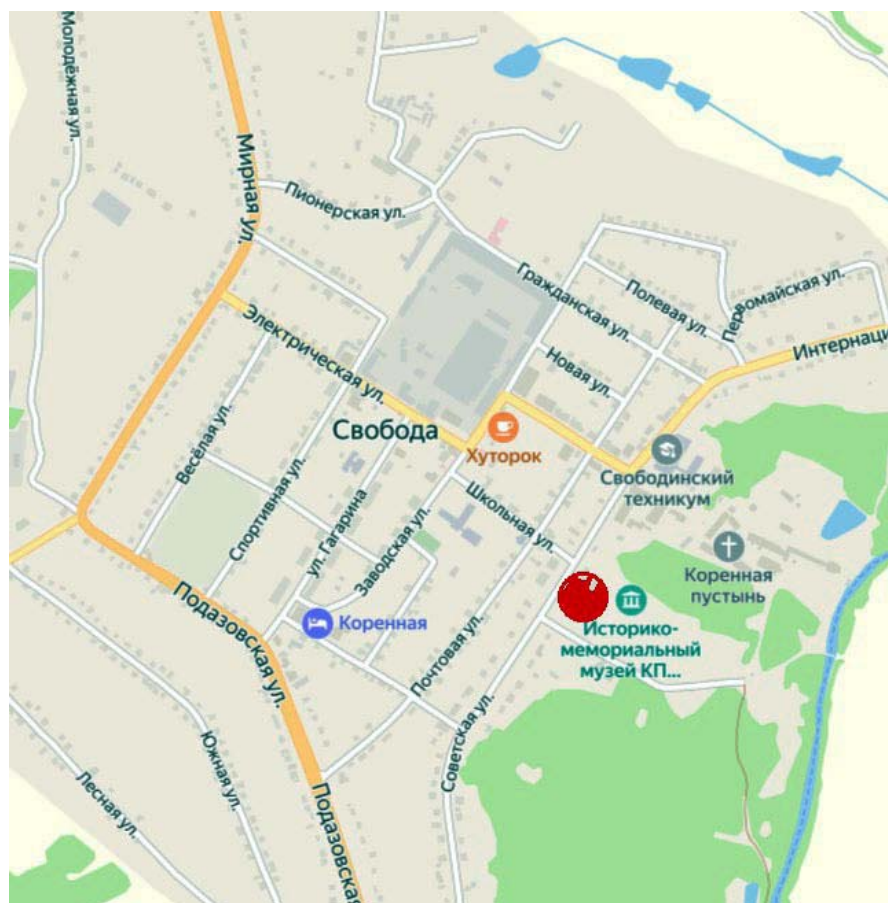 Молодёжная ул.
Мирная ул.
Пионерская ул.
Гражданская ул.
Полевая ул.
Первомайская ул.
Интернаци
Новая ул.
Электрическая ул.
Свобода
Хуторок
Весёлая ул.
Спортивная ул.
ул. Гагарина
Заводская ул.
Школьная ул.
Свободинский
техникум
Коренная
пустынь
Подазовская ул.
Коренная
Историко-
мемориальный
музей КП...
Почтовая ул.
Советская ул.
Южная ул.
Лесная ул.
Подазовская